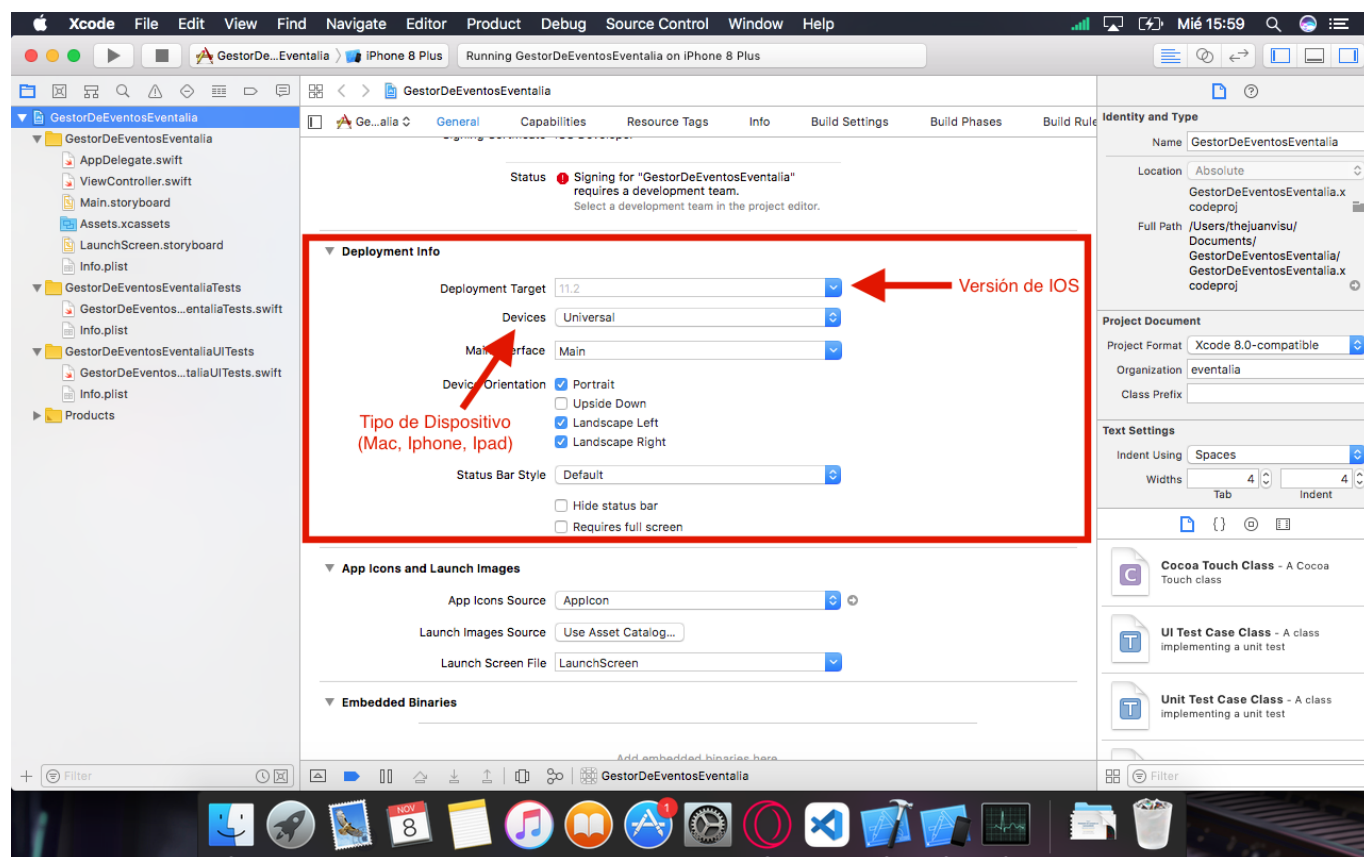 Xcode File Edit View Find Navigate Editor Product Debug Source Control Window Help Mié 15:59
GestorDe...Eventalia iPhone 8 Plus Running GestorDeEventosEventalia on iPhone 8 Plus
GestorDeEventosEventalia
GestorDeEventosEventalia
AppDelegate.swift
ViewController.swift
Main.storyboard
Assets.xcassets
LaunchScreen.storyboard
Info.plist
GestorDeEventosEventaliaTests
GestorDeEventos...entaliaTests.swift
Info.plist
GestorDeEventosEventaliaUITests
GestorDeEventos...taliaUITests.swift
Info.plist
Products
Filter
GestorDeEventosEventalia
Ge...alia General Capabilities Resource Tags Info Build Settings Build Phases Build Rule
Status Signing for "GestorDeEventosEventalia"
requires a development team.
Select a development team in the project editor.
Deployment Info
Deployment Target 11.2
Versión de IOS
Devices Universal
Main Interface Main
Device Orientation Portrait
Upside Down
Landscape Left
Landscape Right
Tipo de Dispositivo
(Mac, Iphone, Ipad)
Status Bar Style Default
Hide status bar
Requires full screen
App Icons and Launch Images
App Icons Source AppIcon
Launch Images Source Use Asset Catalog...
Launch Screen File LaunchScreen
Embedded Binaries
Add embedded binaries here
GestorDeEventosEventalia
Identity and Type
Name GestorDeEventosEventalia
Location Absolute
GestorDeEventosEventalia.x
codeproj
Full Path /Users/thejuanvisu/
Documents/
GestorDeEventosEventalia/
GestorDeEventosEventalia.x
codeproj
Project Document
Project Format Xcode 8.0-compatible
Organization eventalia
Class Prefix
Text Settings
Indent Using Spaces
Widths 4 4
Tab Indent
Cocoa Touch Class - A Cocoa
Touch class
UI Test Case Class - A class
implementing a unit test
Unit Test Case Class - A class
implementing a unit test
Filter
NOV
8
1